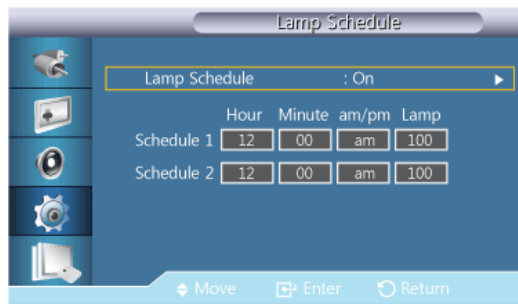 Lamp Schedule
Lamp Schedule : On
Hour Minute am/pm Lamp
Schedule 1 12 00 am 100
Schedule 2 12 00 am 100
Move Enter Return